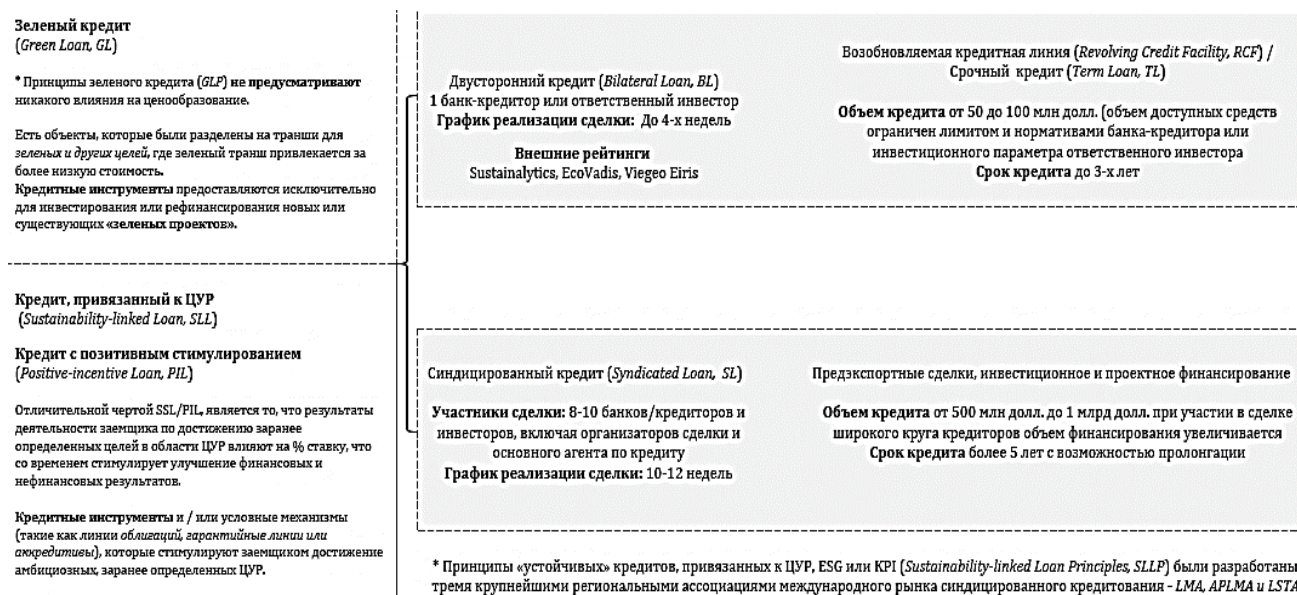 Зеленый кредит
(Green Loan, GL)
* Принципы зеленого кредита (GLP) не предусматривают
никакого влияния на ценообразование.
Есть объекты, которые были разделены на транши для
зеленых и других целей, где зеленый транш привлекается за
более низкую стоимость.
Кредитные инструменты предоставляются исключительно
для инвестирования или рефинансирования новых или
существующих «зеленых проектов».
Двусторонний кредит (Bilateral Loan, BL)
1 банк-кредитор или ответственный инвестор
График реализации сделки: До 4-х недель
Внешние рейтинги
Sustainalytics, EcoVadis, Viegeo Eiris
Возобновляемая кредитная линия (Revolving Credit Facility, RCF) /
Срочный кредит (Term Loan, TL)
Объем кредита от 50 до 100 млн долл. (объем доступных средств
ограничен лимитом и нормативами банка-кредитора или
инвестиционного параметра ответственного инвестора
Срок кредита до 3-х лет
Кредит, привязанный к ЦУР
(Sustainability-linked Loan, SLL)
Кредит с позитивным стимулированием
(Positive-incentive Loan, PIL)
Отличительной чертой SSL/PIL, является то, что результаты
деятельности заемщика по достижению заранее
определенных целей в области ЦУР влияют на % ставку, что
со временем стимулирует улучшение финансовых и
нефинансовых результатов.
Кредитные инструменты и / или условные механизмы
(такие как линии облигаций, гарантийные линии или
аккредитивы), которые стимулируют заемщиком достижение
амбициозных, заранее определенных ЦУР.
Синдицированный кредит (Syndicated Loan, SL)
Участники сделки: 8-10 банков/кредиторов и
инвесторов, включая организаторов сделки и
основного агента по кредиту
График реализации сделки: 10-12 недель
Предэкспортные сделки, инвестиционное и проектное финансирование
Объем кредита от 500 млн долл. до 1 млрд долл. при участии в сделке
широкого круга кредиторов объем финансирования увеличивается
Срок кредита более 5 лет с возможностью пролонгации
* Принципы «устойчивых» кредитов, привязанных к ЦУР, ESG или KPI (Sustainability-linked Loan Principles, SLLP) были разработаны
тремя крупнейшими региональными ассоциациями международного рынка синдицированного кредитования - LMA, APLMA и LSTA